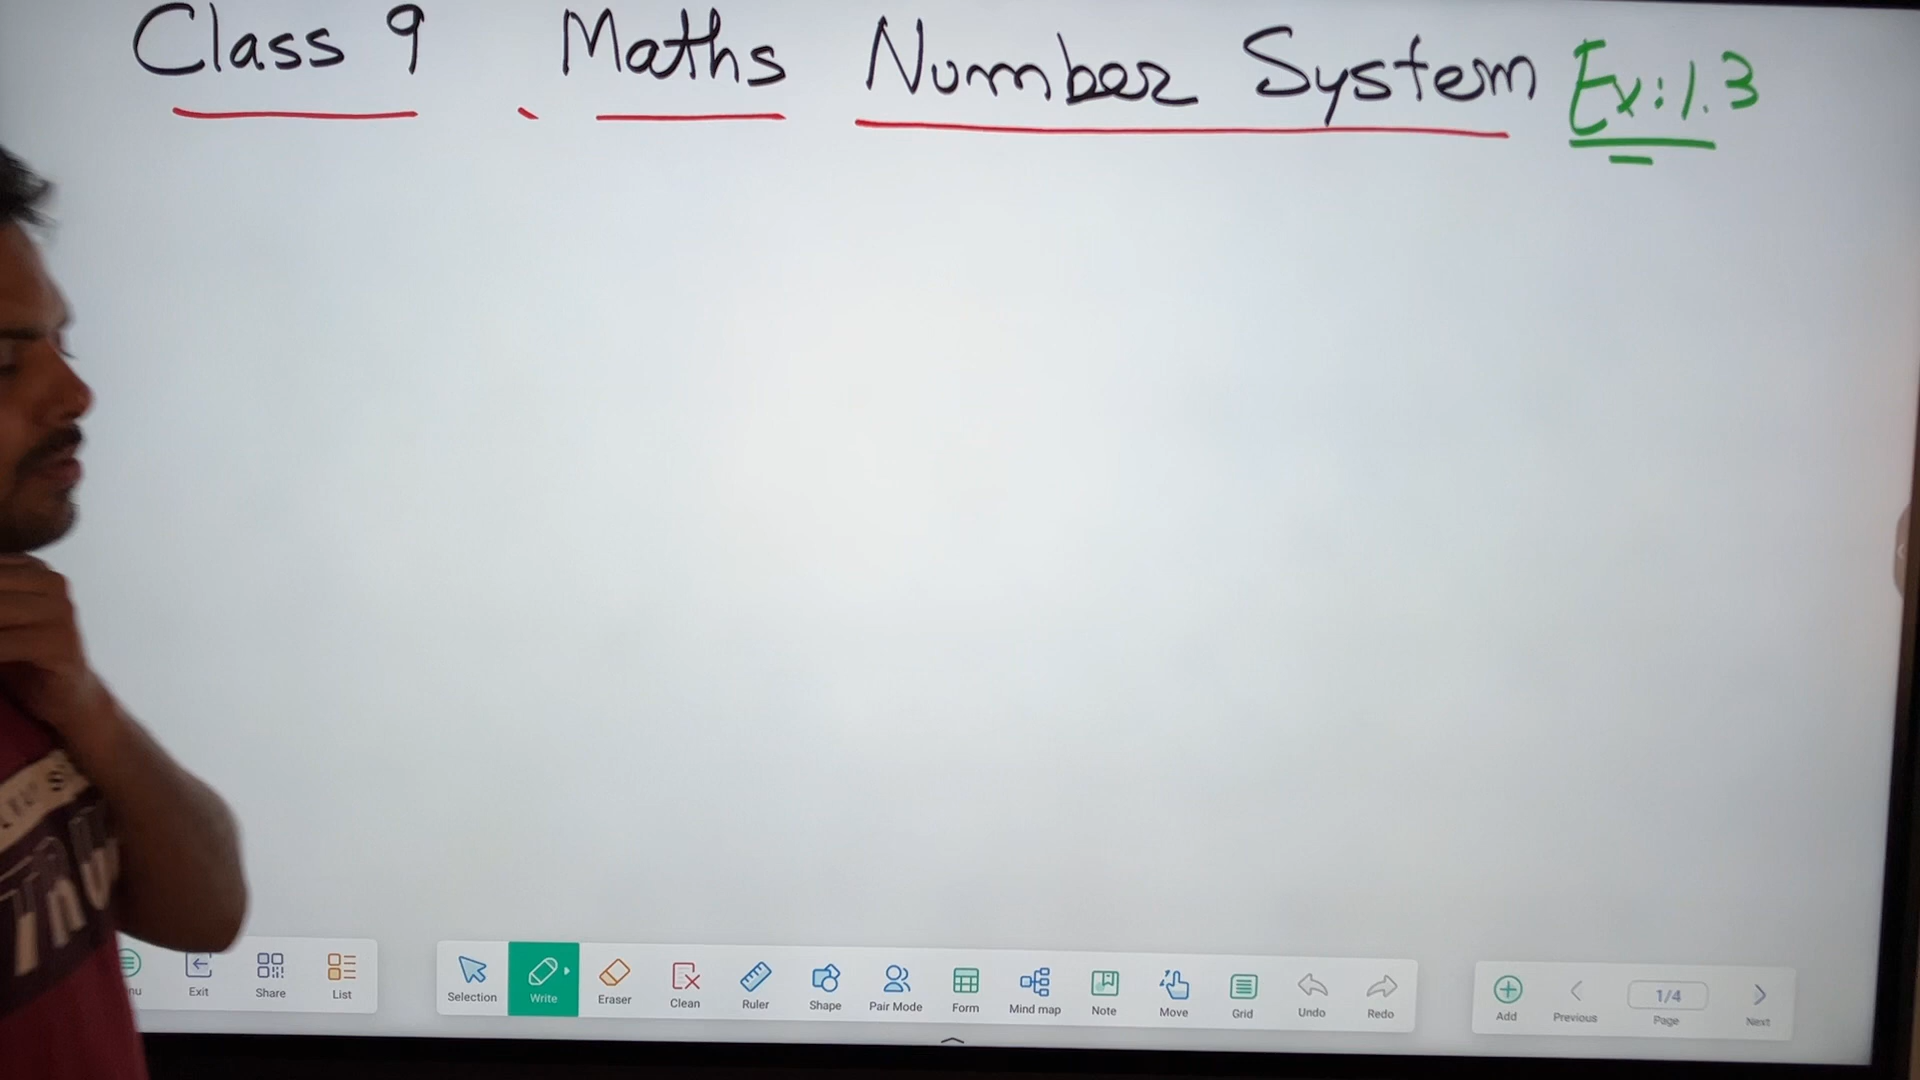 Class 9 Maths Number System Ex:1.3
Exit Share List
Selection Write Eraser Clean Ruler Shape Pair Mode Form Mind map Note Move Grid Undo Redo
Add Previous 1/4 Page Next